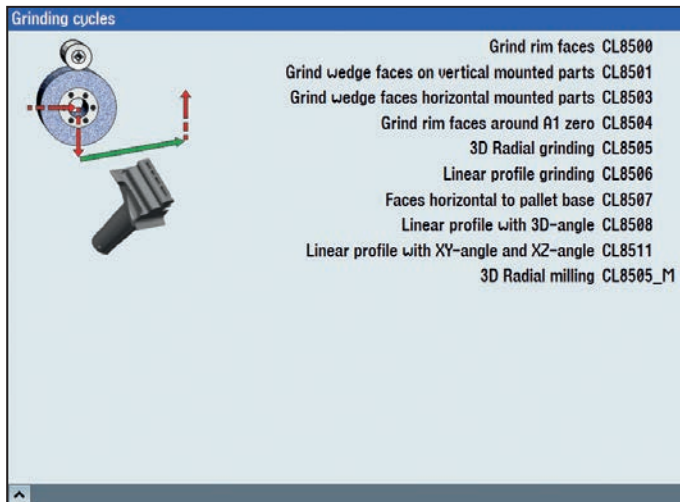 Grinding cycles
Grind rim faces CL8500
Grind wedge faces on vertical mounted parts CL8501
Grind wedge faces horizontal mounted parts CL8503
Grind rim faces around A1 zero CL8504
3D Radial grinding CL8505
Linear profile grinding CL8506
Faces horizontal to pallet base CL8507
Linear profile with 3D-angle CL8508
Linear profile with XY-angle and XZ-angle CL8511
3D Radial milling CL8505_M